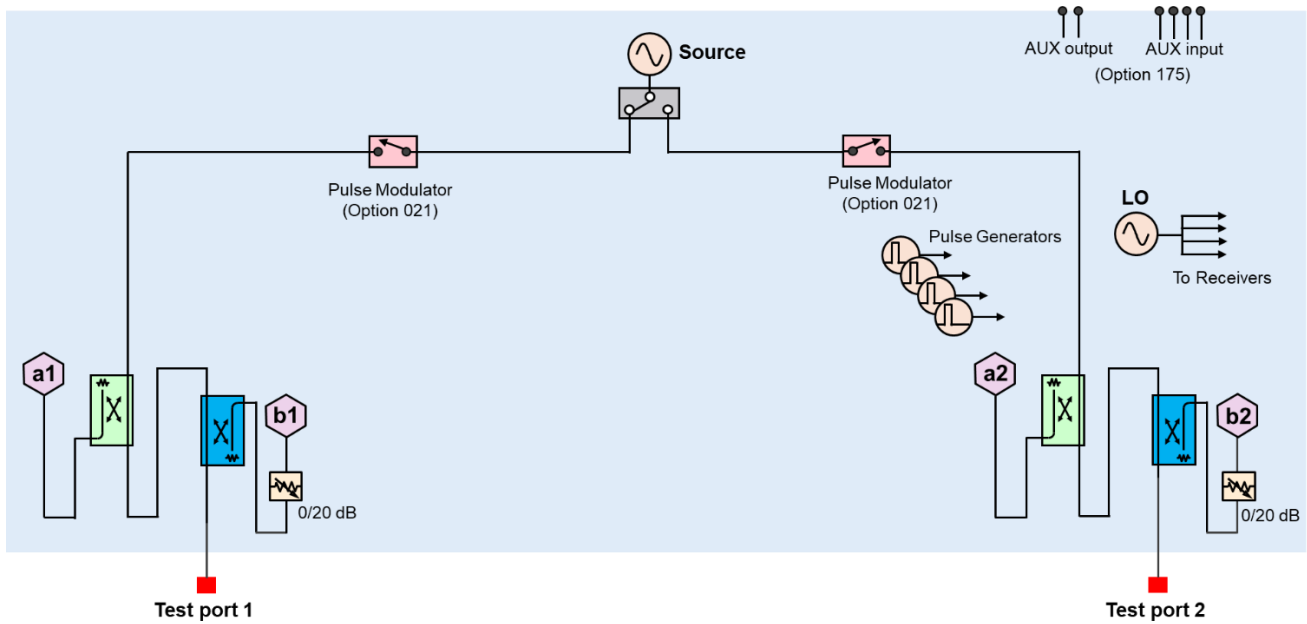 Source
AUX output
AUX input
(Option 175)
Pulse Modulator
(Option 021)
Pulse Modulator
(Option 021)
LO
Pulse Generators
To Receivers
a1
b1
0/20 dB
a2
b2
0/20 dB
Test port 1
Test port 2